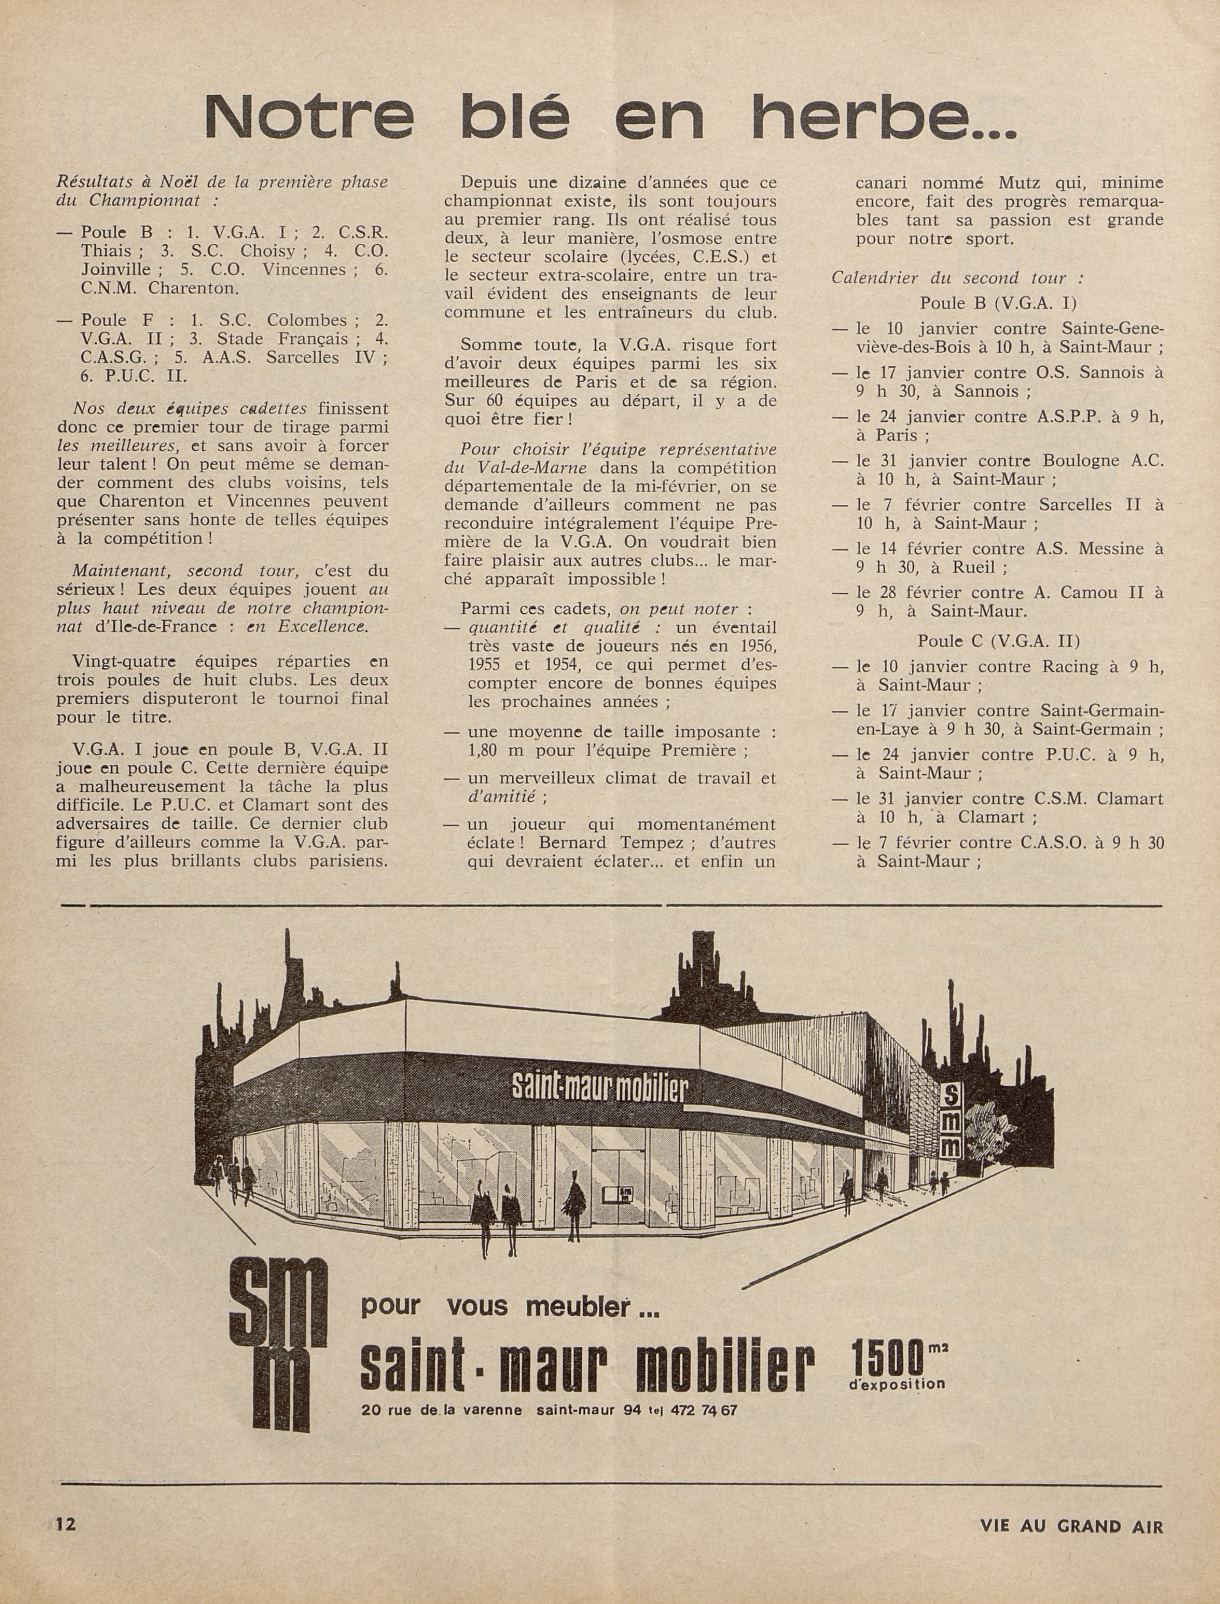 Notre blé en herbe...
Résultats à Noël de la première phase
du Championnat :
— Poule B : 1. V.G.A. I ; 2. C.S.R.
Thiais ; 3. S.C. Choisy ; 4. C.O.
Joinville ; 5. C.O. Vincennes ; 6.
C.N.M. Charenton.
— Poule F : 1. S.C. Colombes ; 2.
V.G.A. II ; 3. Stade Français ; 4.
C.A.S.G. ; 5. A.A.S. Sarcelles IV ;
6. P.U.C. II.
Nos deux équipes cadettes finissent
donc ce premier tour de tirage parmi
les meilleures, et sans avoir à forcer
leur talent ! On peut même se deman-
der comment des clubs voisins, tels
que Charenton et Vincennes peuvent
présenter sans honte de telles équipes
à la compétition !
Maintenant, second tour, c'est du
sérieux ! Les deux équipes jouent au
plus haut niveau de notre champion-
nat d'Ile-de-France : en Excellence.
Vingt-quatre équipes réparties en
trois poules de huit clubs. Les deux
premiers disputeront le tournoi final
pour le titre.
V.G.A. I joue en poule B, V.G.A. II
joue en poule C. Cette dernière équipe
a malheureusement la tâche la plus
difficile. Le P.U.C. et Clamart sont des
adversaires de taille. Ce dernier club
figure d'ailleurs comme la V.G.A. par-
mi les plus brillants clubs parisiens.
Depuis une dizaine d'années que ce
championnat existe, ils sont toujours
au premier rang. Ils ont réalisé tous
deux, à leur manière, l'osmose entre
le secteur scolaire (lycées, C.E.S.) et
le secteur extra-scolaire, entre un tra-
vail évident des enseignants de leur
commune et les entraîneurs du club.
Somme toute, la V.G.A. risque fort
d'avoir deux équipes parmi les six
meilleures de Paris et de sa région.
Sur 60 équipes au départ, il y a de
quoi être fier !
Pour choisir l'équipe représentative
du Val-de-Marne dans la compétition
départementale de la mi-février, on se
demande d'ailleurs comment ne pas
reconduire intégralement l'équipe Pre-
mière de la V.G.A. On voudrait bien
faire plaisir aux autres clubs... le mar-
ché apparaît impossible !
Parmi ces cadets, on peut noter :
— quantité et qualité : un éventail
très vaste de joueurs nés en 1956,
1955 et 1954, ce qui permet d'es-
compter encore de bonnes équipes
les prochaines années ;
— une moyenne de taille imposante :
1,80 m pour l'équipe Première ;
— un merveilleux climat de travail et
d'amitié ;
— un joueur qui momentanément
éclate ! Bernard Tempez ; d'autres
qui devraient éclater... et enfin un
canari nommé Mutz qui, minime
encore, fait des progrès remarqua-
bles tant sa passion est grande
pour notre sport.
Calendrier du second tour :
Poule B (V.G.A. I)
— le 10 janvier contre Sainte-Gene-
viève-des-Bois à 10 h, à Saint-Maur ;
— le 17 janvier contre O.S. Sannois à
9 h 30, à Sannois ;
— le 24 janvier contre A.S.P.P. à 9 h,
à Paris ;
— le 31 janvier contre Boulogne A.C.
à 10 h, à Saint-Maur ;
— le 7 février contre Sarcelles II à
10 h, à Saint-Maur ;
— le 14 février contre A.S. Messine à
9 h 30, à Rueil ;
— le 28 février contre A. Camou II à
9 h, à Saint-Maur.
Poule C (V.G.A. II)
— le 10 janvier contre Racing à 9 h,
à Saint-Maur ;
— le 17 janvier contre Saint-Germain-
en-Laye à 9 h 30, à Saint-Germain ;
— le 24 janvier contre P.U.C. à 9 h,
à Saint-Maur ;
— le 31 janvier contre C.S.M. Clamart
à 10 h, à Clamart ;
— le 7 février contre C.A.S.O. à 9 h 30
à Saint-Maur ;
saint-maur mobilier
s
m
m
sm
m
sm
m
pour vous meubler...
saint-maur mobilier 1500 m²
d'exposition
20 rue de la varenne saint-maur 94 tel 472 74 67
12
VIE AU GRAND AIR